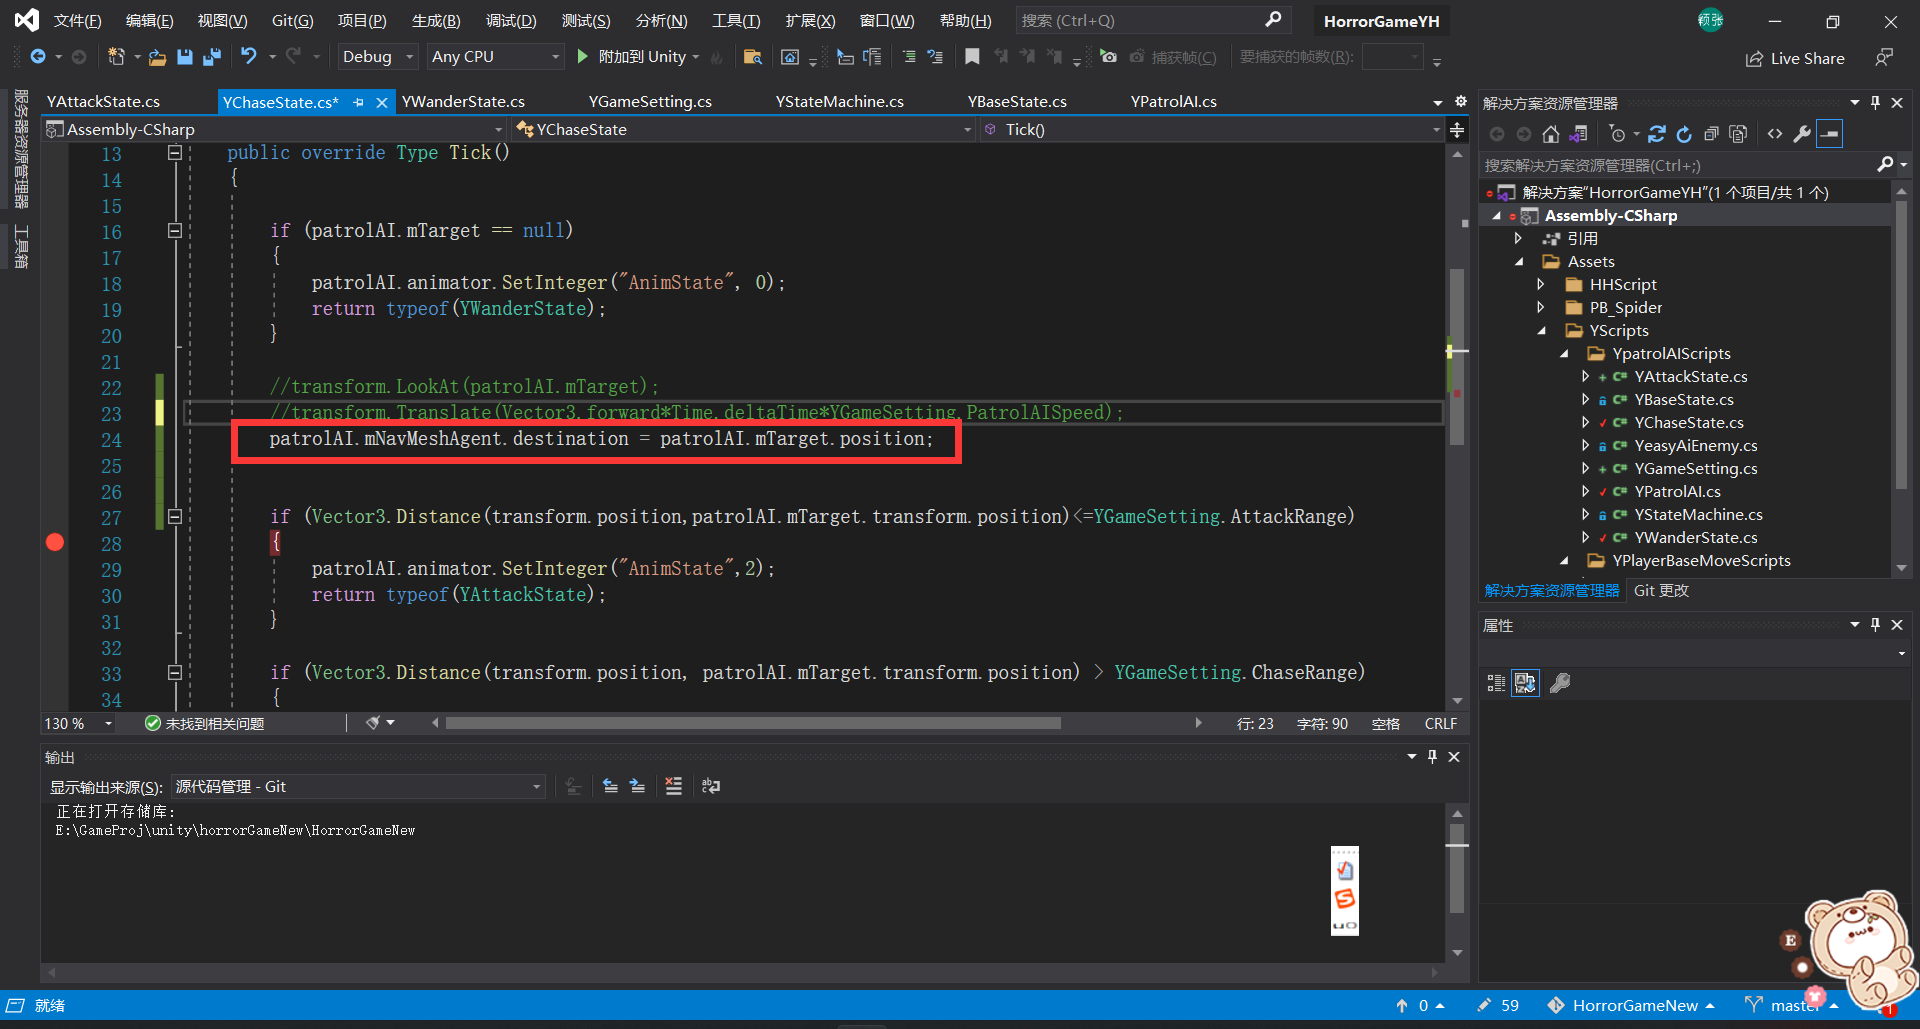 文件(F) 编辑(E) 视图(V) Git(G) 项目(P) 生成(B) 调试(D) 测试(S) 分析(N) 工具(T) 扩展(X) 窗口(W) 帮助(H) 搜索 (Ctrl+Q) HorrorGameYH 颖张
Debug Any CPU 附加到 Unity 捕获帧(C) 要捕获的帧数(R): Live Share
服务器资源管理器
工具箱
YAttackState.cs YChaseState.cs* YWanderState.cs YGameSetting.cs YStateMachine.cs YBaseState.cs YPatrolAI.cs
Assembly-CSharp YChaseState Tick()
13 public override Type Tick()
14 {
15
16 if (patrolAI.mTarget == null)
17 {
18 patrolAI.animator.SetInteger("AnimState", 0);
19 return typeof(YWanderState);
20 }
21
22 //transform.LookAt(patrolAI.mTarget);
23 //transform.Translate(Vector3.forward*Time.deltaTime*YGameSetting.PatrolAISpeed);
24 patrolAI.mNavMeshAgent.destination = patrolAI.mTarget.position;
25
26
27 if (Vector3.Distance(transform.position,patrolAI.mTarget.transform.position)<=YGameSetting.AttackRange)
28 {
29 patrolAI.animator.SetInteger("AnimState",2);
30 return typeof(YAttackState);
31 }
32
33 if (Vector3.Distance(transform.position, patrolAI.mTarget.transform.position) > YGameSetting.ChaseRange)
34 {
130 % 未找到相关问题 行: 23 字符: 90 空格 CRLF
输出
显示输出来源(S): 源代码管理 - Git
正在打开存储库:
E:\GameProj\unity\horrorGameNew\HorrorGameNew
解决方案资源管理器
搜索解决方案资源管理器(Ctrl+;)
解决方案"HorrorGameYH"(1 个项目/共 1 个)
Assembly-CSharp
引用
Assets
HHScript
PB_Spider
YScripts
YpatrolAIScripts
C# YAttackState.cs
C# YBaseState.cs
C# YChaseState.cs
C# YeasyAiEnemy.cs
C# YGameSetting.cs
C# YPatrolAI.cs
C# YStateMachine.cs
C# YWanderState.cs
YPlayerBaseMoveScripts
解决方案资源管理器 Git 更改
属性
E
就绪 0 59 HorrorGameNew master 1